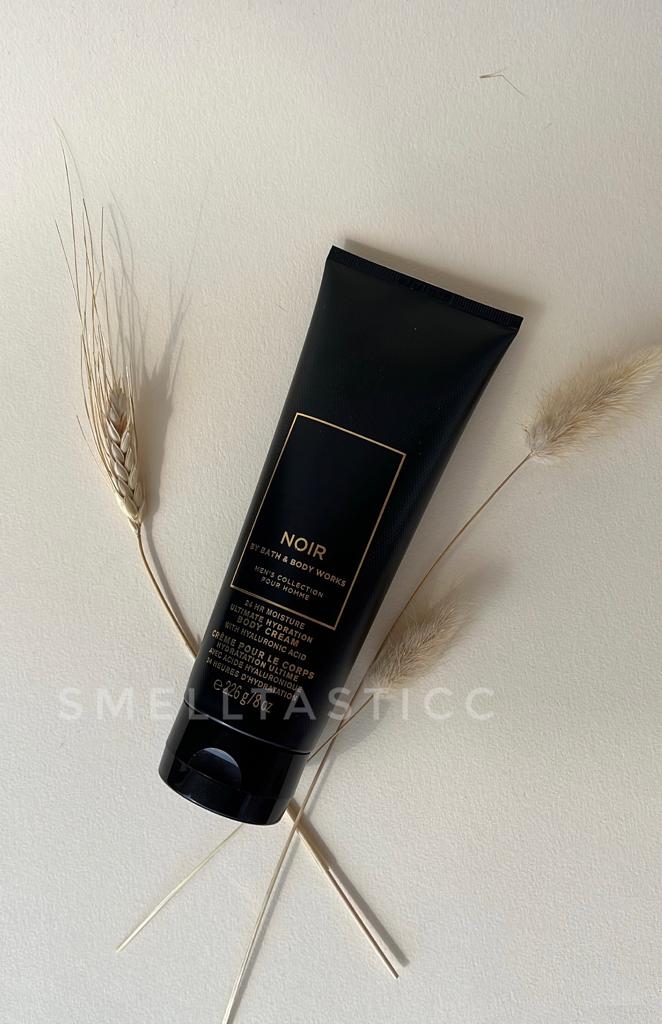 NOIR
BY BATH & BODY WORKS
MEN'S COLLECTION
POUR HOMME
24 HR MOISTURE
ULTIMATE HYDRATION
BODY CREAM
WITH HYALURONIC ACID
CRÈME POUR LE CORPS
HYDRATATION ULTIME
AVEC ACIDE HYALURONIQUE
24 HEURES D'HYDRATATION
e 226 g/8 oz
SMELLTASTICC